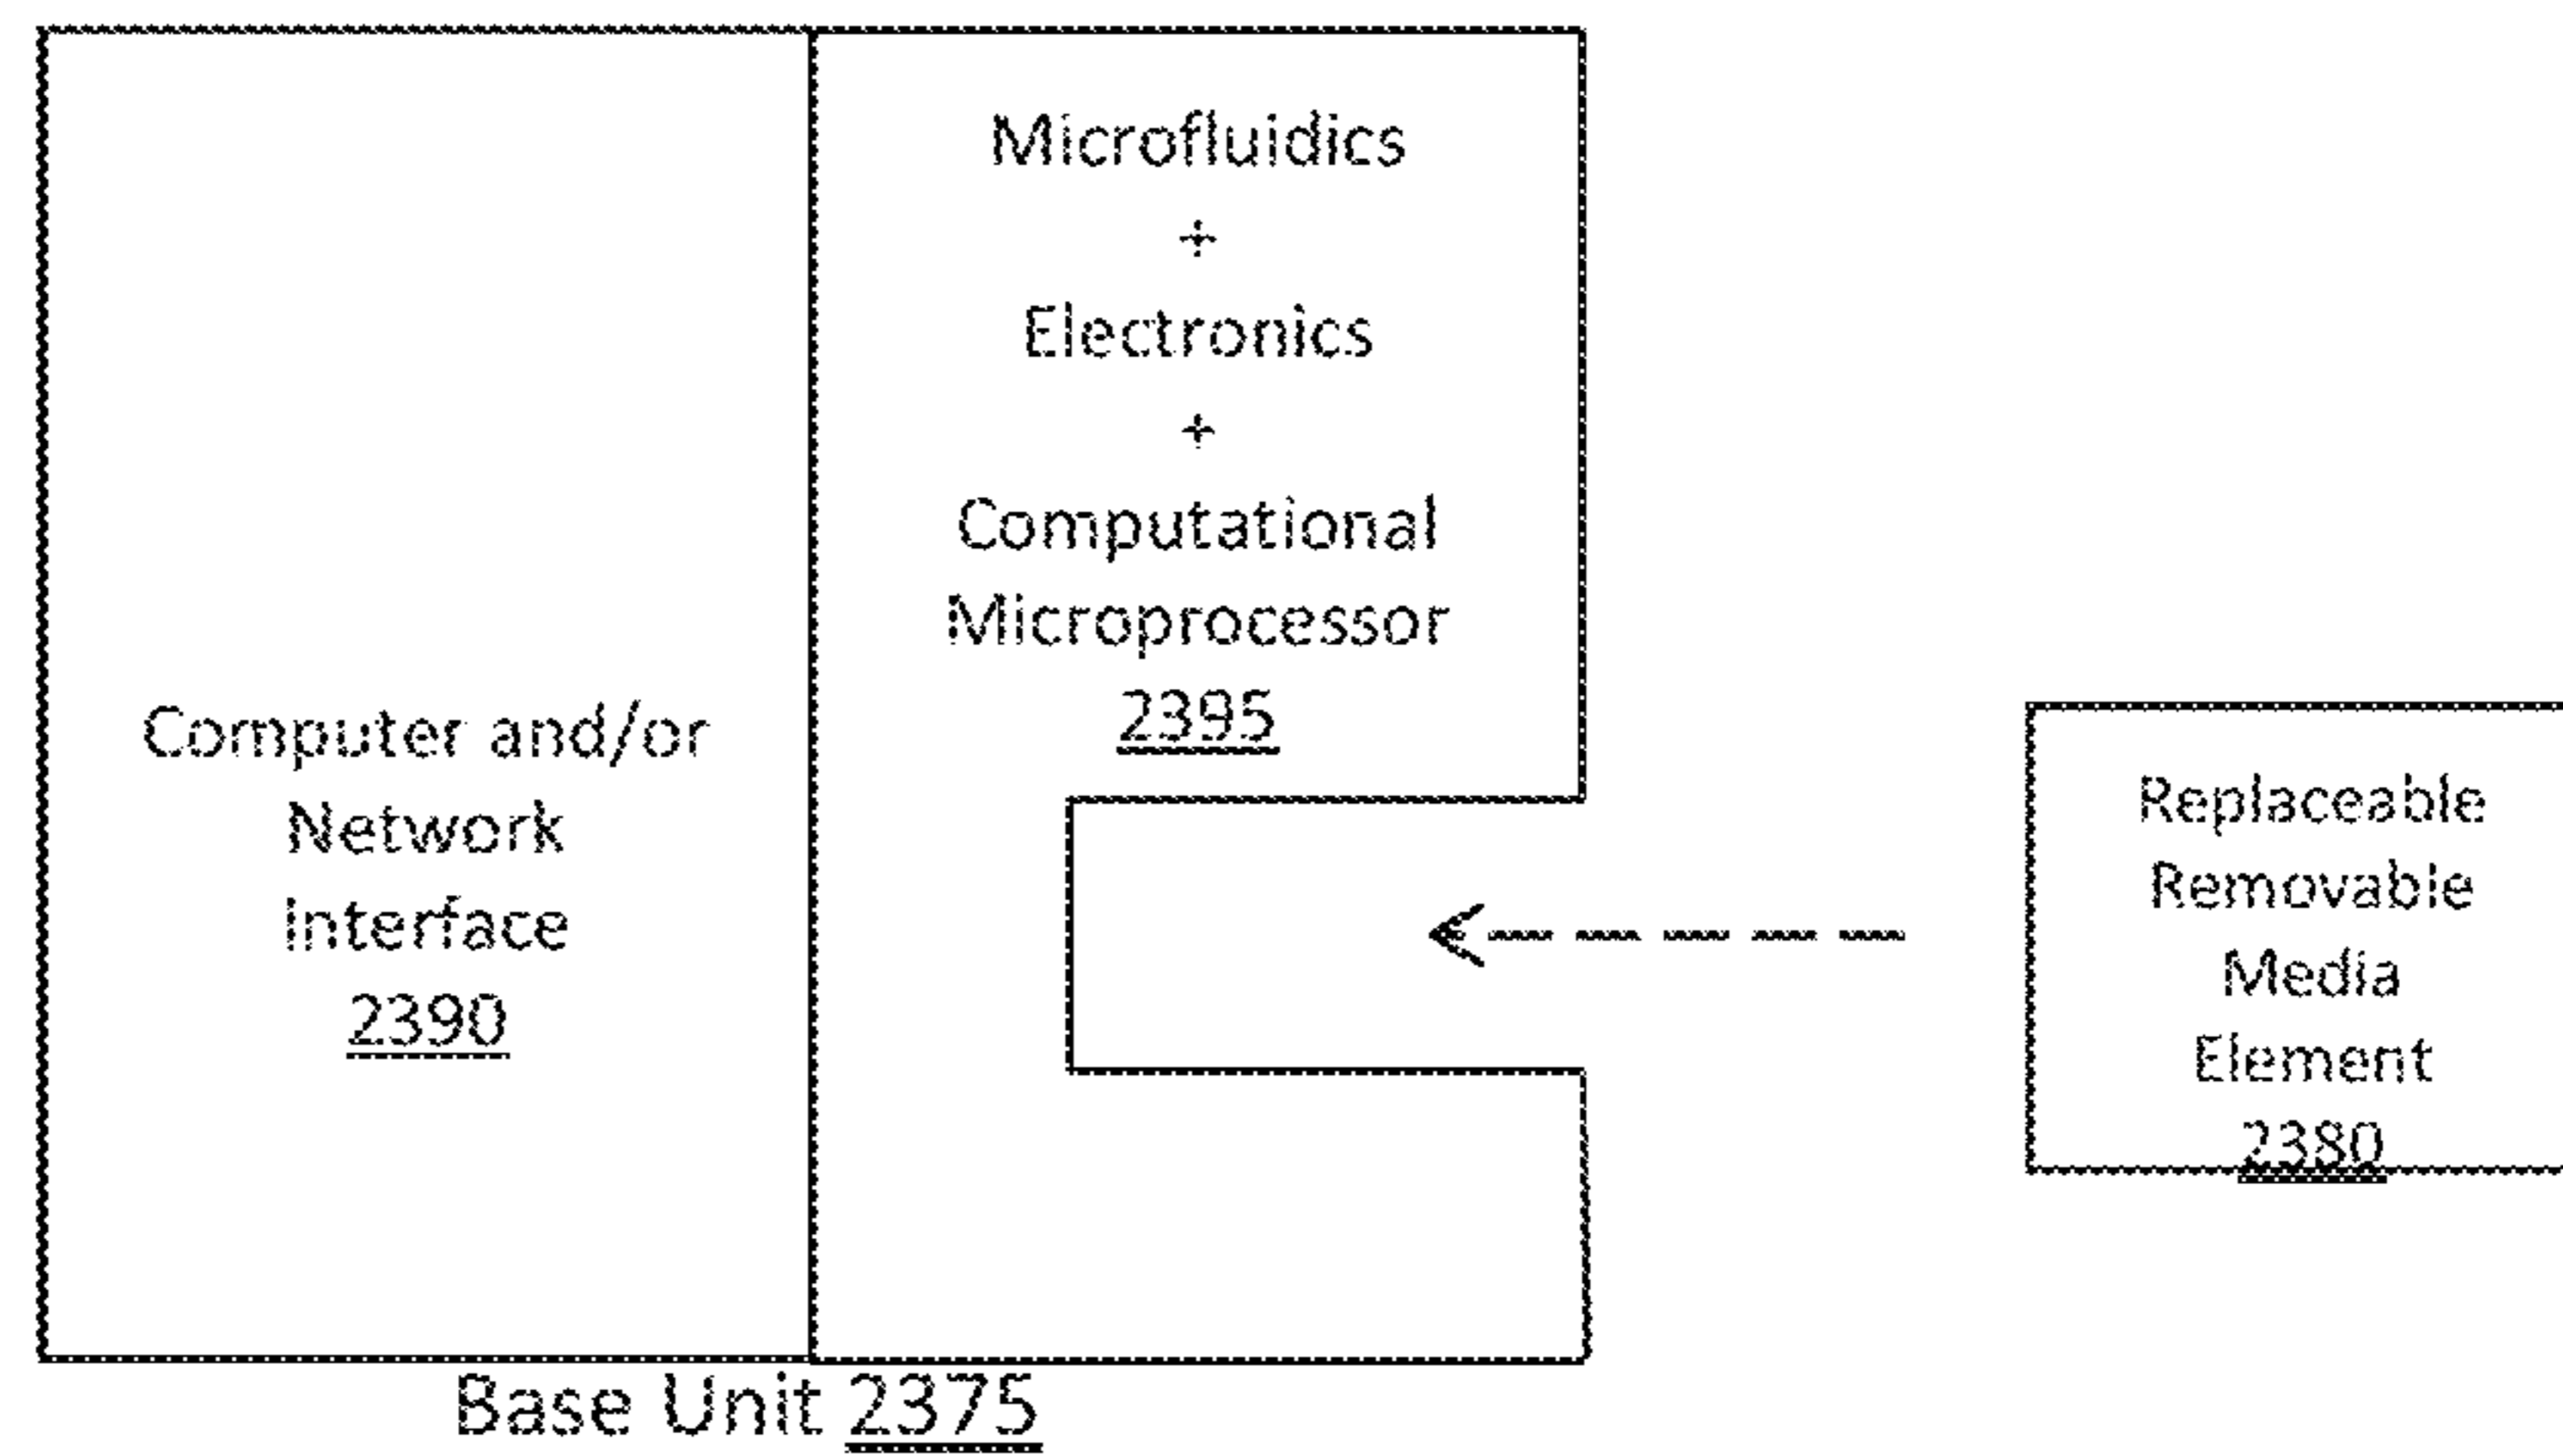 Microfluidics
+
Electronics
+
Computational
Microprocessor
2395
Computer and/or
Network
Interface
2390
Replaceable
Removable
Media
Element
2380
Base Unit 2375